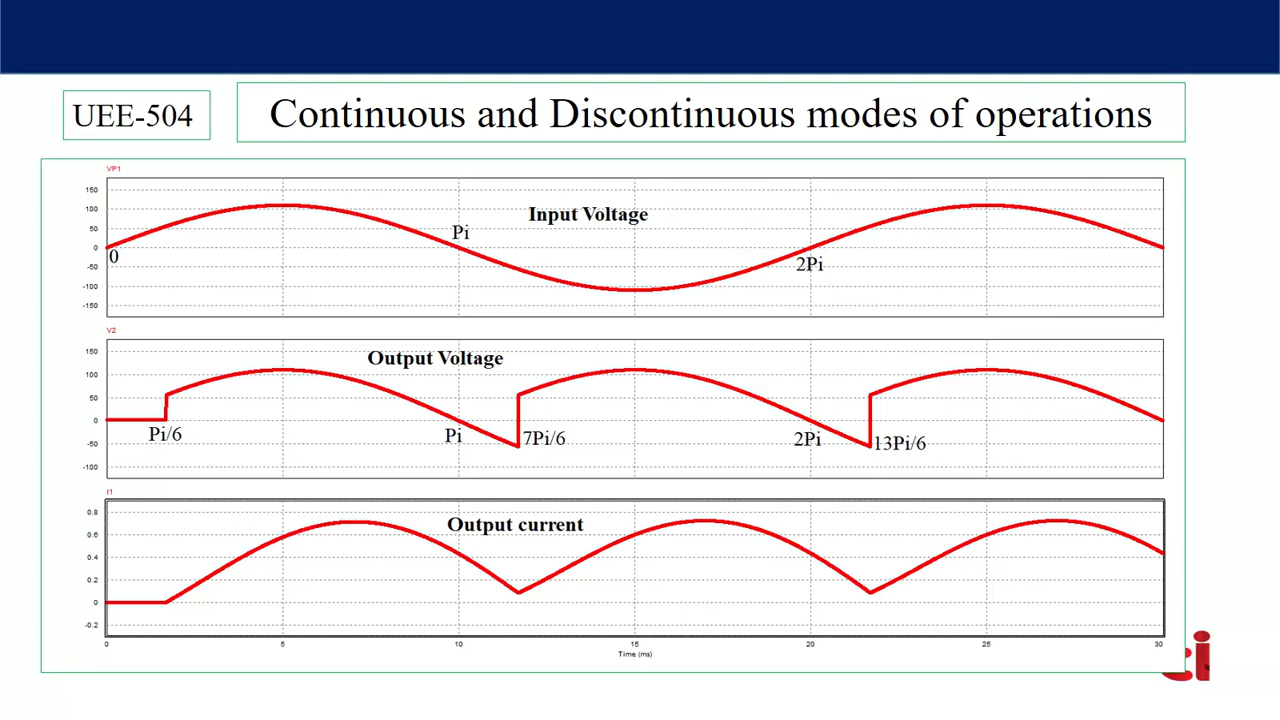 UEE-504
Continuous and Discontinuous modes of operations
VP1
150
100
50
0
-50
-100
-150
Input Voltage
0
Pi
2Pi
V2
150
100
50
0
-50
-100
Output Voltage
Pi/6
Pi
7Pi/6
2Pi
13Pi/6
I1
0.8
0.6
0.4
0.2
0
-0.2
Output current
0
5
10
15
20
25
30
Time (ms)